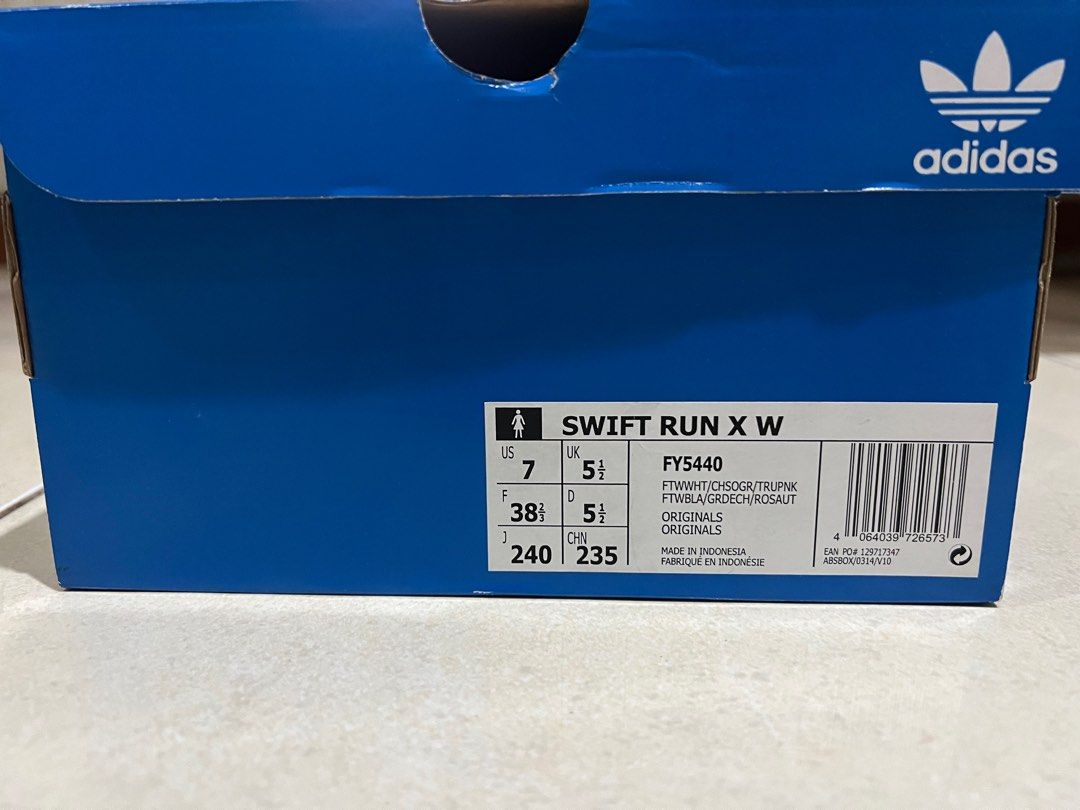 adidas
SWIFT RUN X W
US 7 UK 5½
F 38⅔ D 5½
J 240 CHN 235
FY5440
FTWWHT/CHSOGR/TRUPNK
FTWBLA/GRDECH/ROSAUT
ORIGINALS
ORIGINALS
MADE IN INDONESIA
FABRIQUÉ EN INDONÉSIE
4 064039 726573
EAN PO# 129717347
ABSBOX/0314/V10